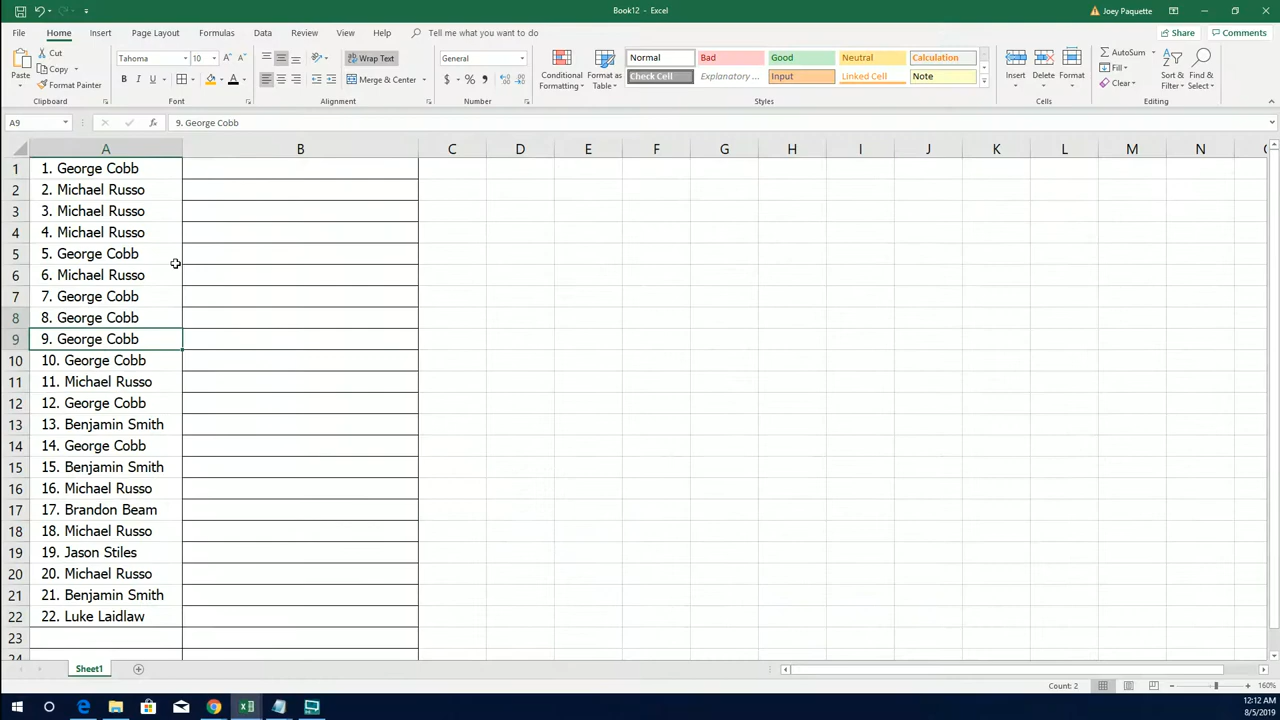 Book12 - Excel
Joey Paquette
File Home Insert Page Layout Formulas Data Review View Help Tell me what you want to do Share Comments
Paste
Cut
Copy
Format Painter
Clipboard
Tahoma 10
B I U
Font
Wrap Text
Merge & Center
Alignment
General
$ % ,
Number
Conditional Formatting
Format as Table
Normal Bad Good Neutral Calculation
Check Cell Explanatory ... Input Linked Cell Note
Styles
Insert Delete Format
Cells
AutoSum
Fill
Clear
Sort & Filter
Find & Select
Editing
A9 fx 9. George Cobb
A B C D E F G H I J K L M N
1 1. George Cobb
2 2. Michael Russo
3 3. Michael Russo
4 4. Michael Russo
5 5. George Cobb
6 6. Michael Russo
7 7. George Cobb
8 8. George Cobb
9 9. George Cobb
10 10. George Cobb
11 11. Michael Russo
12 12. George Cobb
13 13. Benjamin Smith
14 14. George Cobb
15 15. Benjamin Smith
16 16. Michael Russo
17 17. Brandon Beam
18 18. Michael Russo
19 19. Jason Stiles
20 20. Michael Russo
21 21. Benjamin Smith
22 22. Luke Laidlaw
23
24
Sheet1
Count: 2 160%
12:12 AM
8/5/2019